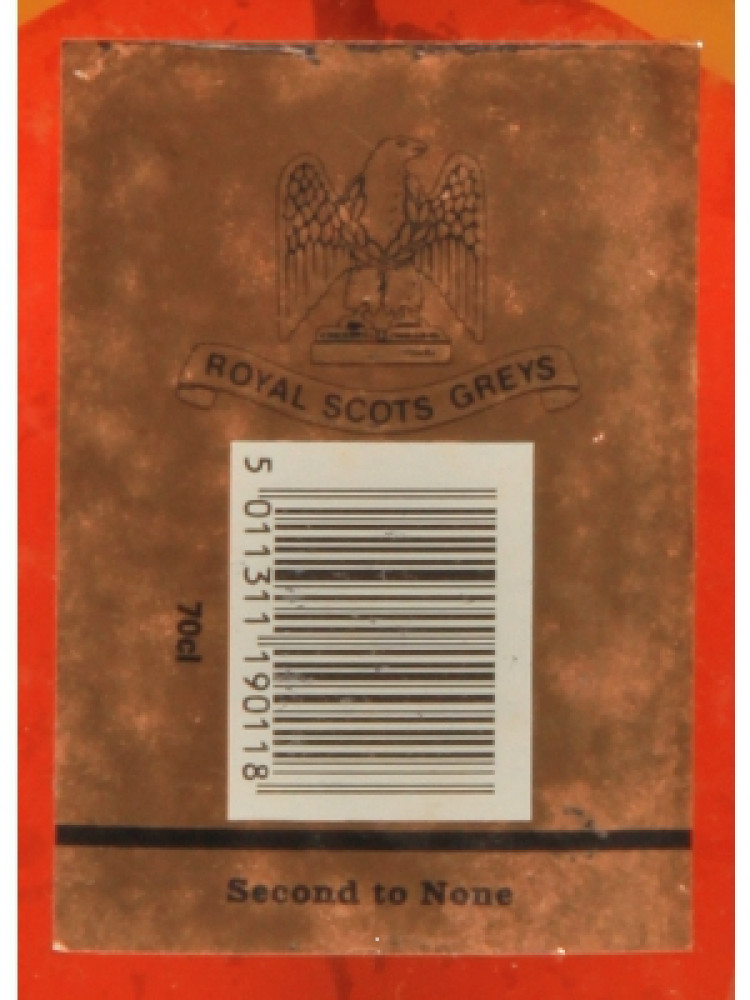 ROYAL SCOTS GREYS
5 011311 190118
70cl
Second to None